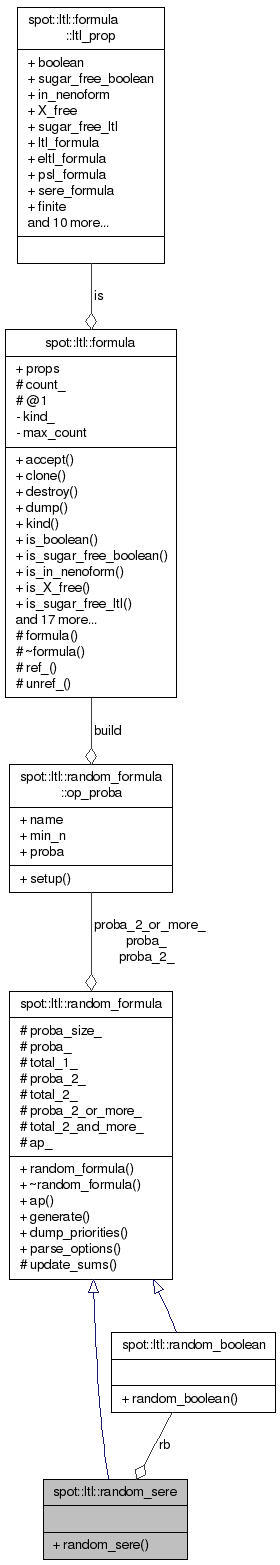 spot::ltl::formula
::ltl_prop
+ boolean
+ sugar_free_boolean
+ in_nenoform
+ X_free
+ sugar_free_ltl
+ ltl_formula
+ eltl_formula
+ psl_formula
+ sere_formula
+ finite
and 10 more...
is
spot::ltl::formula
+ props
# count_
# @1
- kind_
- max_count
+ accept()
+ clone()
+ destroy()
+ dump()
+ kind()
+ is_boolean()
+ is_sugar_free_boolean()
+ is_in_nenoform()
+ is_X_free()
+ is_sugar_free_ltl()
and 17 more...
# formula()
# ~formula()
# ref_()
# unref_()
build
spot::ltl::random_formula
::op_proba
+ name
+ min_n
+ proba
+ setup()
proba_2_or_more_
proba_
proba_2_
spot::ltl::random_formula
# proba_size_
# proba_
# total_1_
# proba_2_
# total_2_
# proba_2_or_more_
# total_2_and_more_
# ap_
+ random_formula()
+ ~random_formula()
+ ap()
+ generate()
+ dump_priorities()
+ parse_options()
# update_sums()
spot::ltl::random_boolean
+ random_boolean()
rb
spot::ltl::random_sere
+ random_sere()